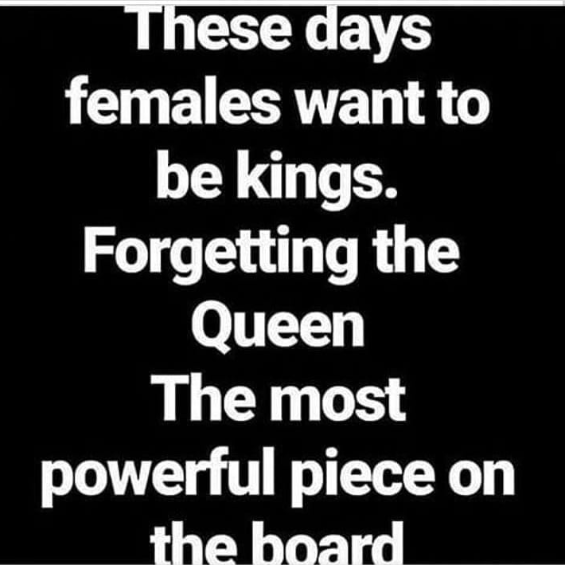 These days
females want to
be kings.
Forgetting the
Queen
The most
powerful piece on
the board